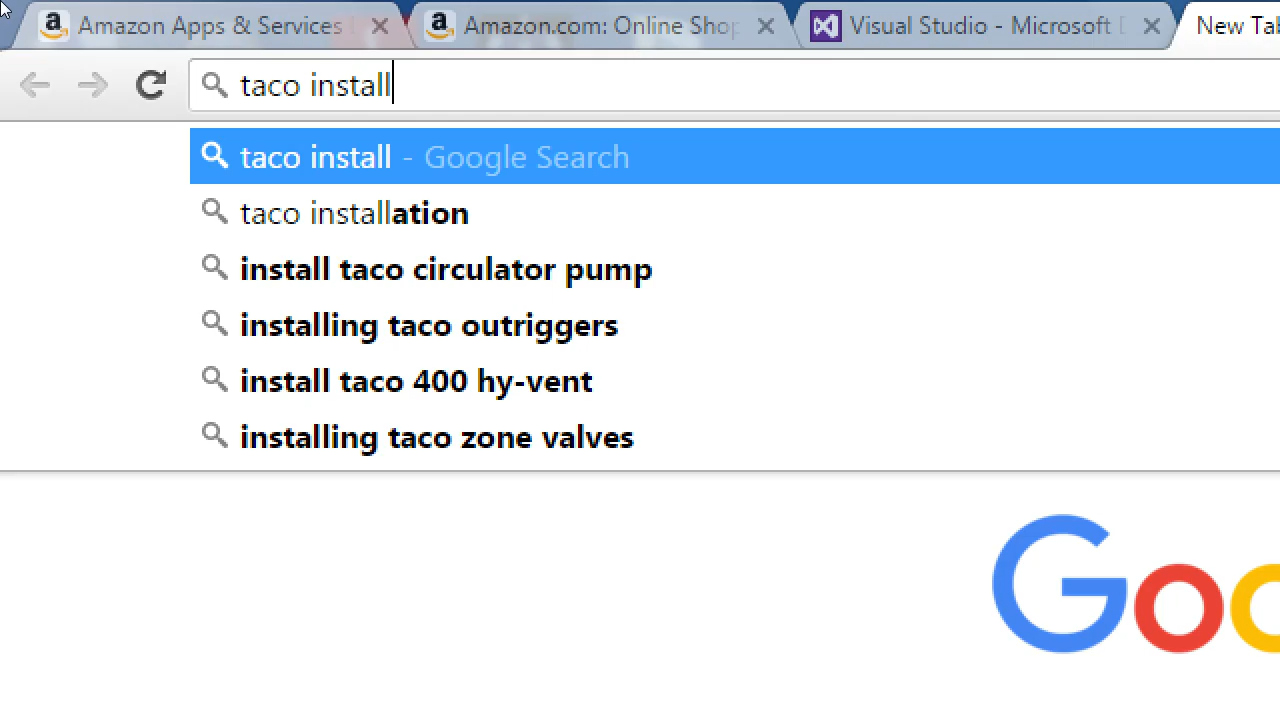 Amazon Apps & Services
Amazon.com: Online Shop
Visual Studio - Microsoft D
New Tab
taco install
taco install - Google Search
taco installation
install taco circulator pump
installing taco outriggers
install taco 400 hy-vent
installing taco zone valves
Goo